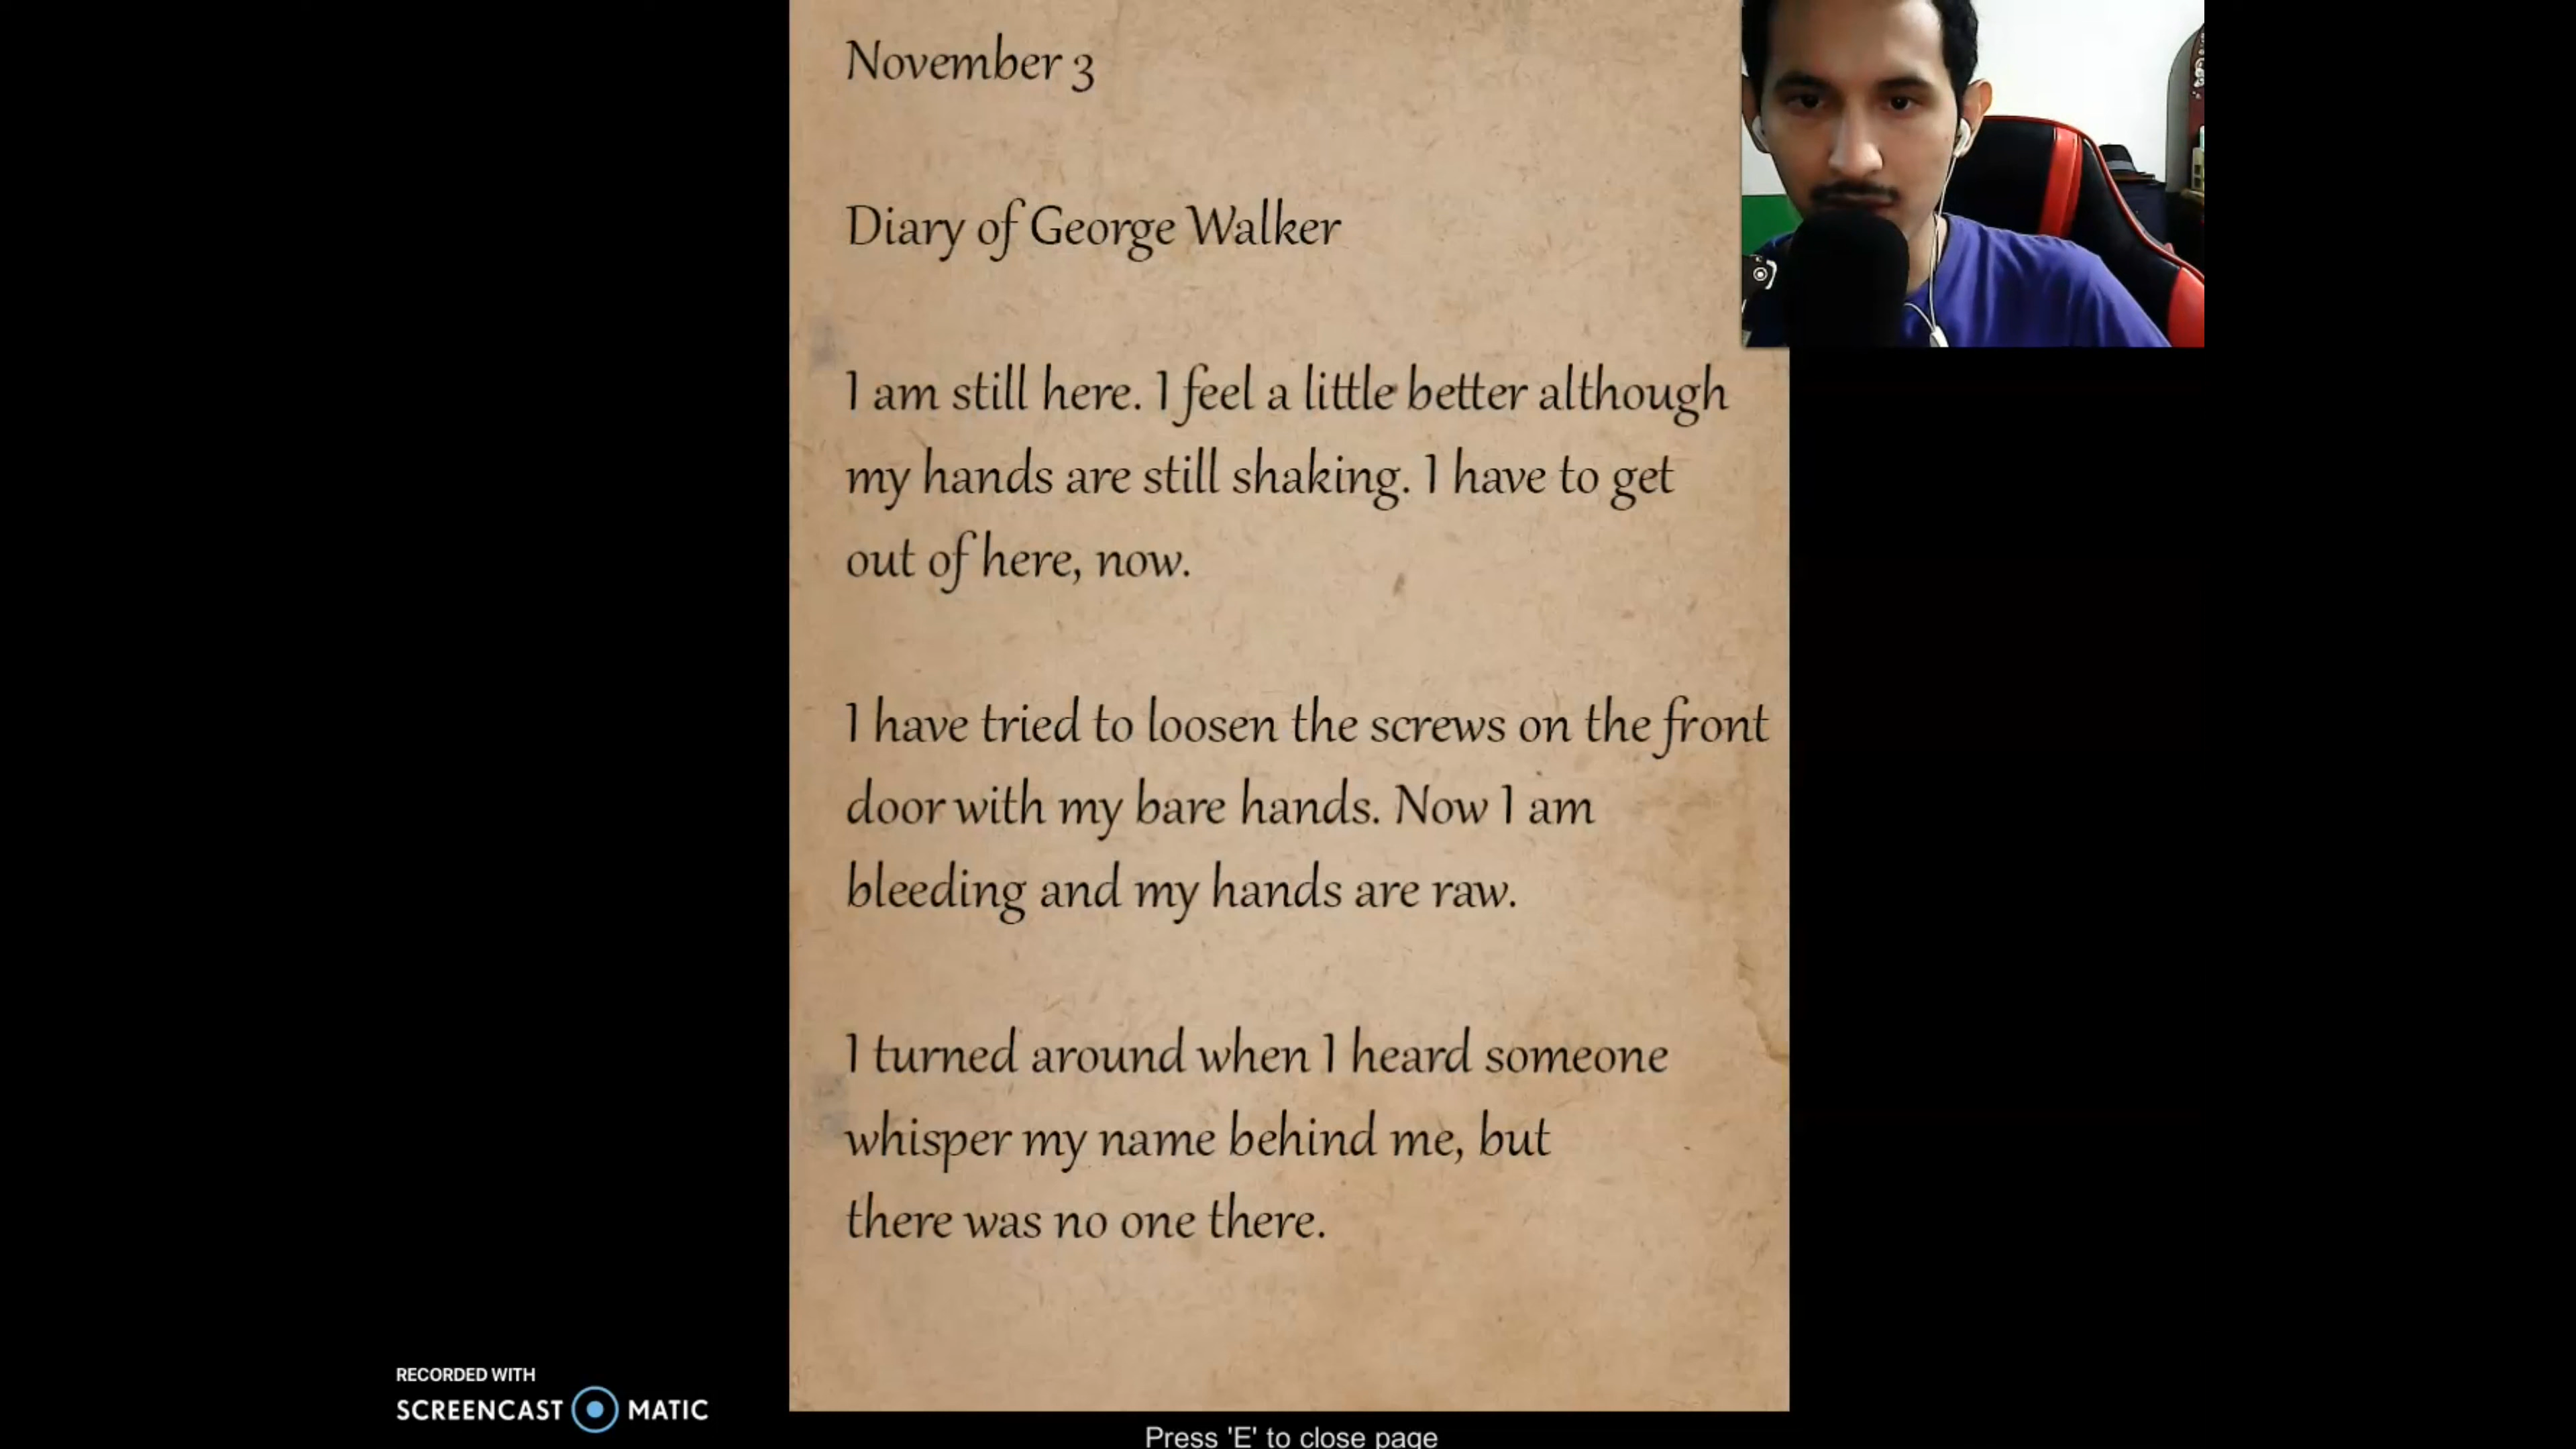 November 3
Diary of George Walker
I am still here. I feel a little better although
my hands are still shaking. I have to get
out of here, now.
I have tried to loosen the screws on the front
door with my bare hands. Now I am
bleeding and my hands are raw.
I turned around when I heard someone
whisper my name behind me, but
there was no one there.
RECORDED WITH
SCREENCAST MATIC
Press 'E' to close page